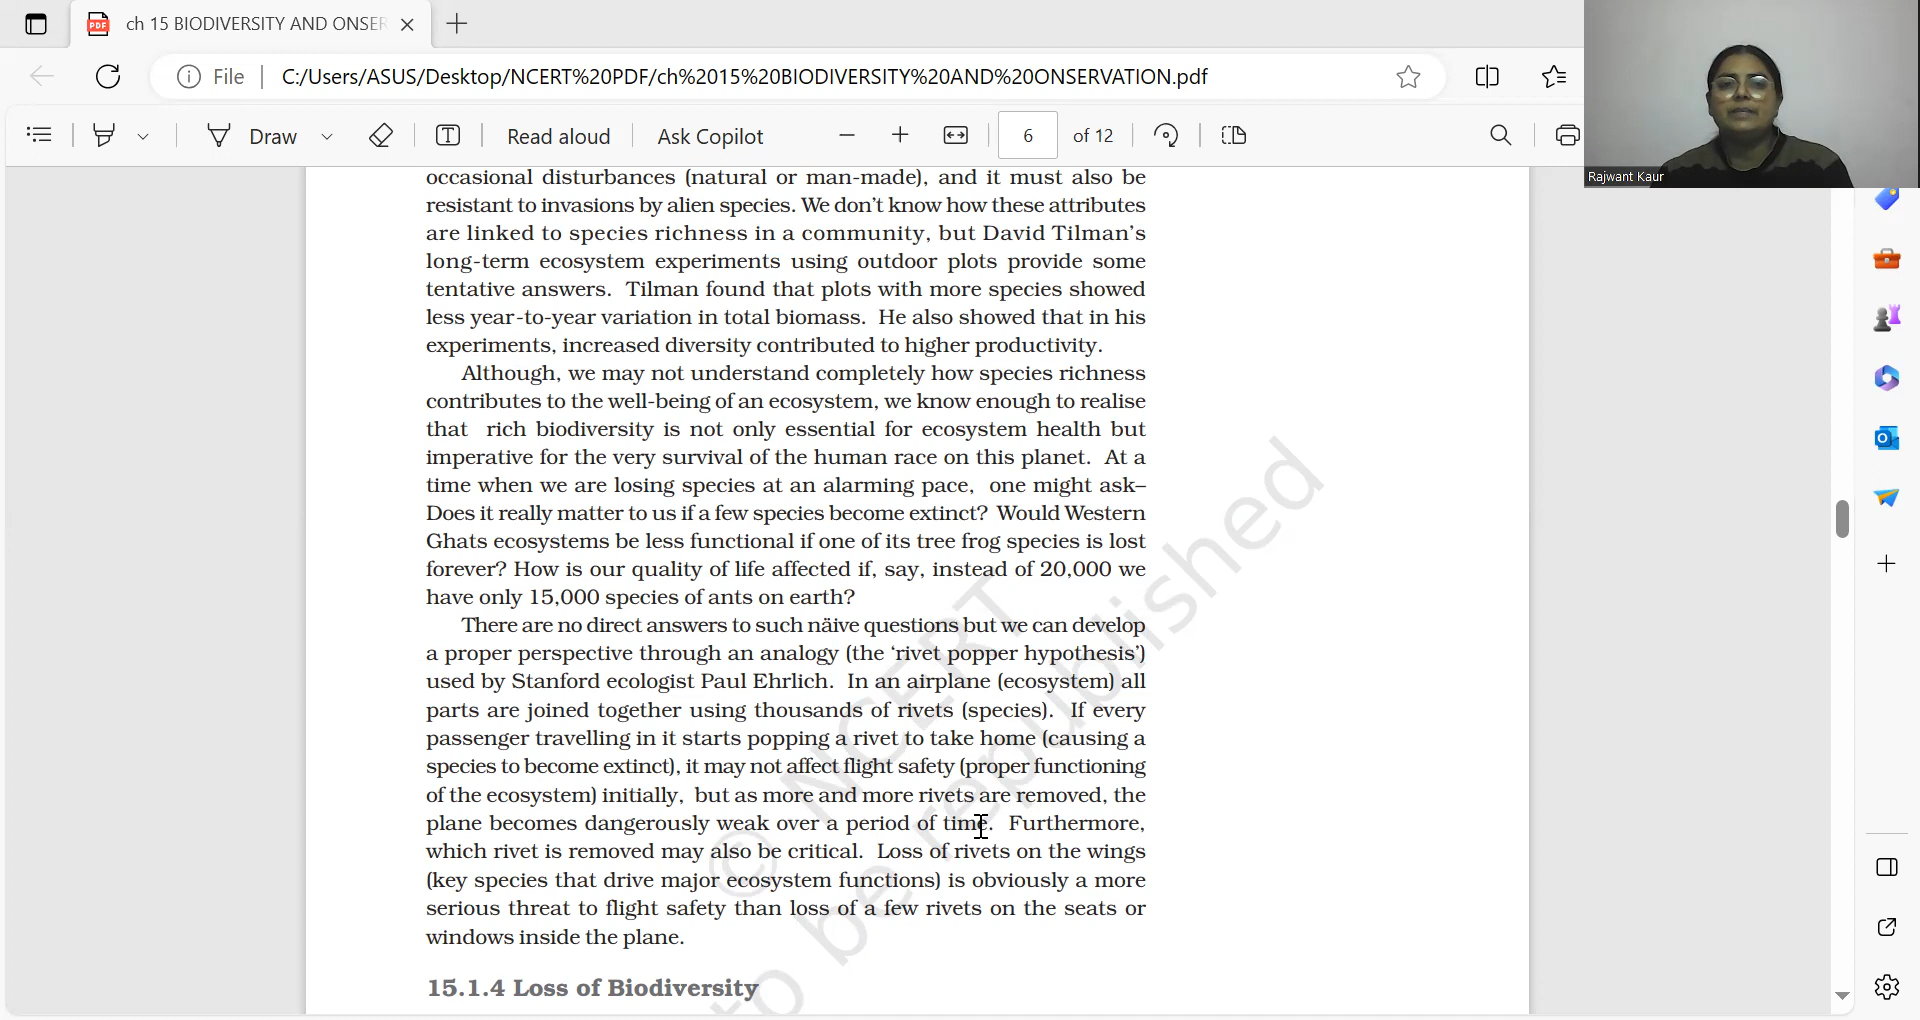 ch 15 BIODIVERSITY AND ONSER
File
C:/Users/ASUS/Desktop/NCERT%20PDF/ch%2015%20BIODIVERSITY%20AND%20ONSERVATION.pdf
Draw
Read aloud
Ask Copilot
6
of 12
Rajwant Kaur
occasional disturbances (natural or man-made), and it must also be
resistant to invasions by alien species. We don't know how these attributes
are linked to species richness in a community, but David Tilman's
long-term ecosystem experiments using outdoor plots provide some
tentative answers. Tilman found that plots with more species showed
less year-to-year variation in total biomass. He also showed that in his
experiments, increased diversity contributed to higher productivity.
Although, we may not understand completely how species richness
contributes to the well-being of an ecosystem, we know enough to realise
that rich biodiversity is not only essential for ecosystem health but
imperative for the very survival of the human race on this planet. At a
time when we are losing species at an alarming pace, one might ask–
Does it really matter to us if a few species become extinct? Would Western
Ghats ecosystems be less functional if one of its tree frog species is lost
forever? How is our quality of life affected if, say, instead of 20,000 we
have only 15,000 species of ants on earth?
There are no direct answers to such näive questions but we can develop
a proper perspective through an analogy (the 'rivet popper hypothesis')
used by Stanford ecologist Paul Ehrlich. In an airplane (ecosystem) all
parts are joined together using thousands of rivets (species). If every
passenger travelling in it starts popping a rivet to take home (causing a
species to become extinct), it may not affect flight safety (proper functioning
of the ecosystem) initially, but as more and more rivets are removed, the
plane becomes dangerously weak over a period of time. Furthermore,
which rivet is removed may also be critical. Loss of rivets on the wings
(key species that drive major ecosystem functions) is obviously a more
serious threat to flight safety than loss of a few rivets on the seats or
windows inside the plane.
15.1.4 Loss of Biodiversity
© NCERT
to be republished